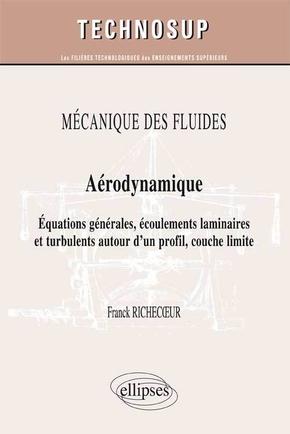 TECHNOSUP
Les FILIÈRES TECHNOLOGIQUES des ENSEIGNEMENTS SUPÉRIEURS
MÉCANIQUE DES FLUIDES
Aérodynamique
Équations générales, écoulements laminaires
et turbulents autour d'un profil, couche limite
Franck RICHECŒUR
ellipses